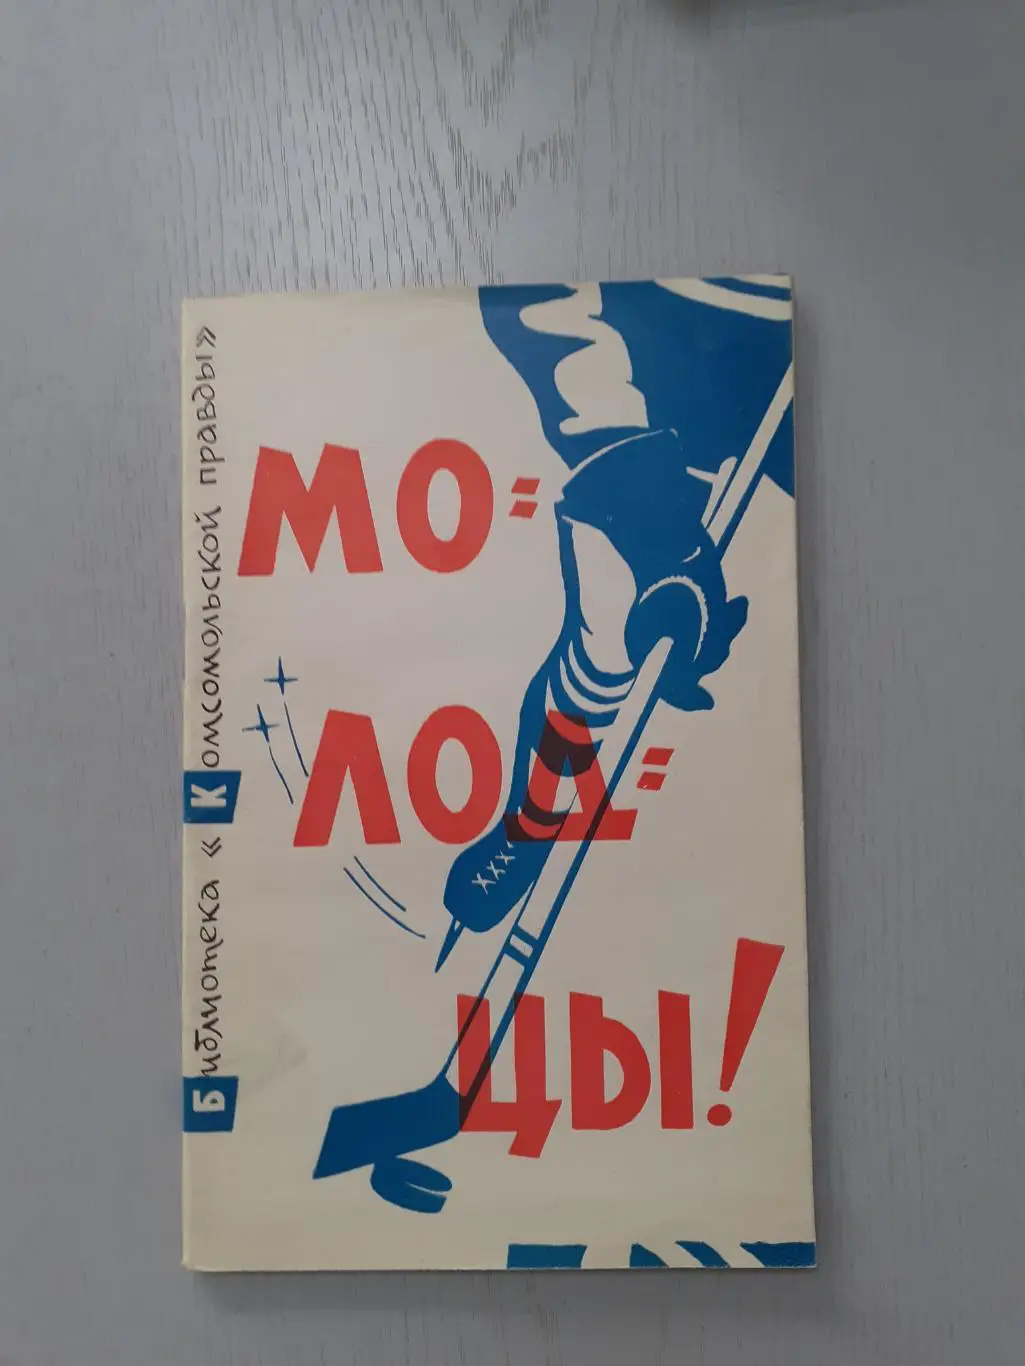 Библиотека «Комсомольской правды»
МО=
ЛОД=
ЦЫ!